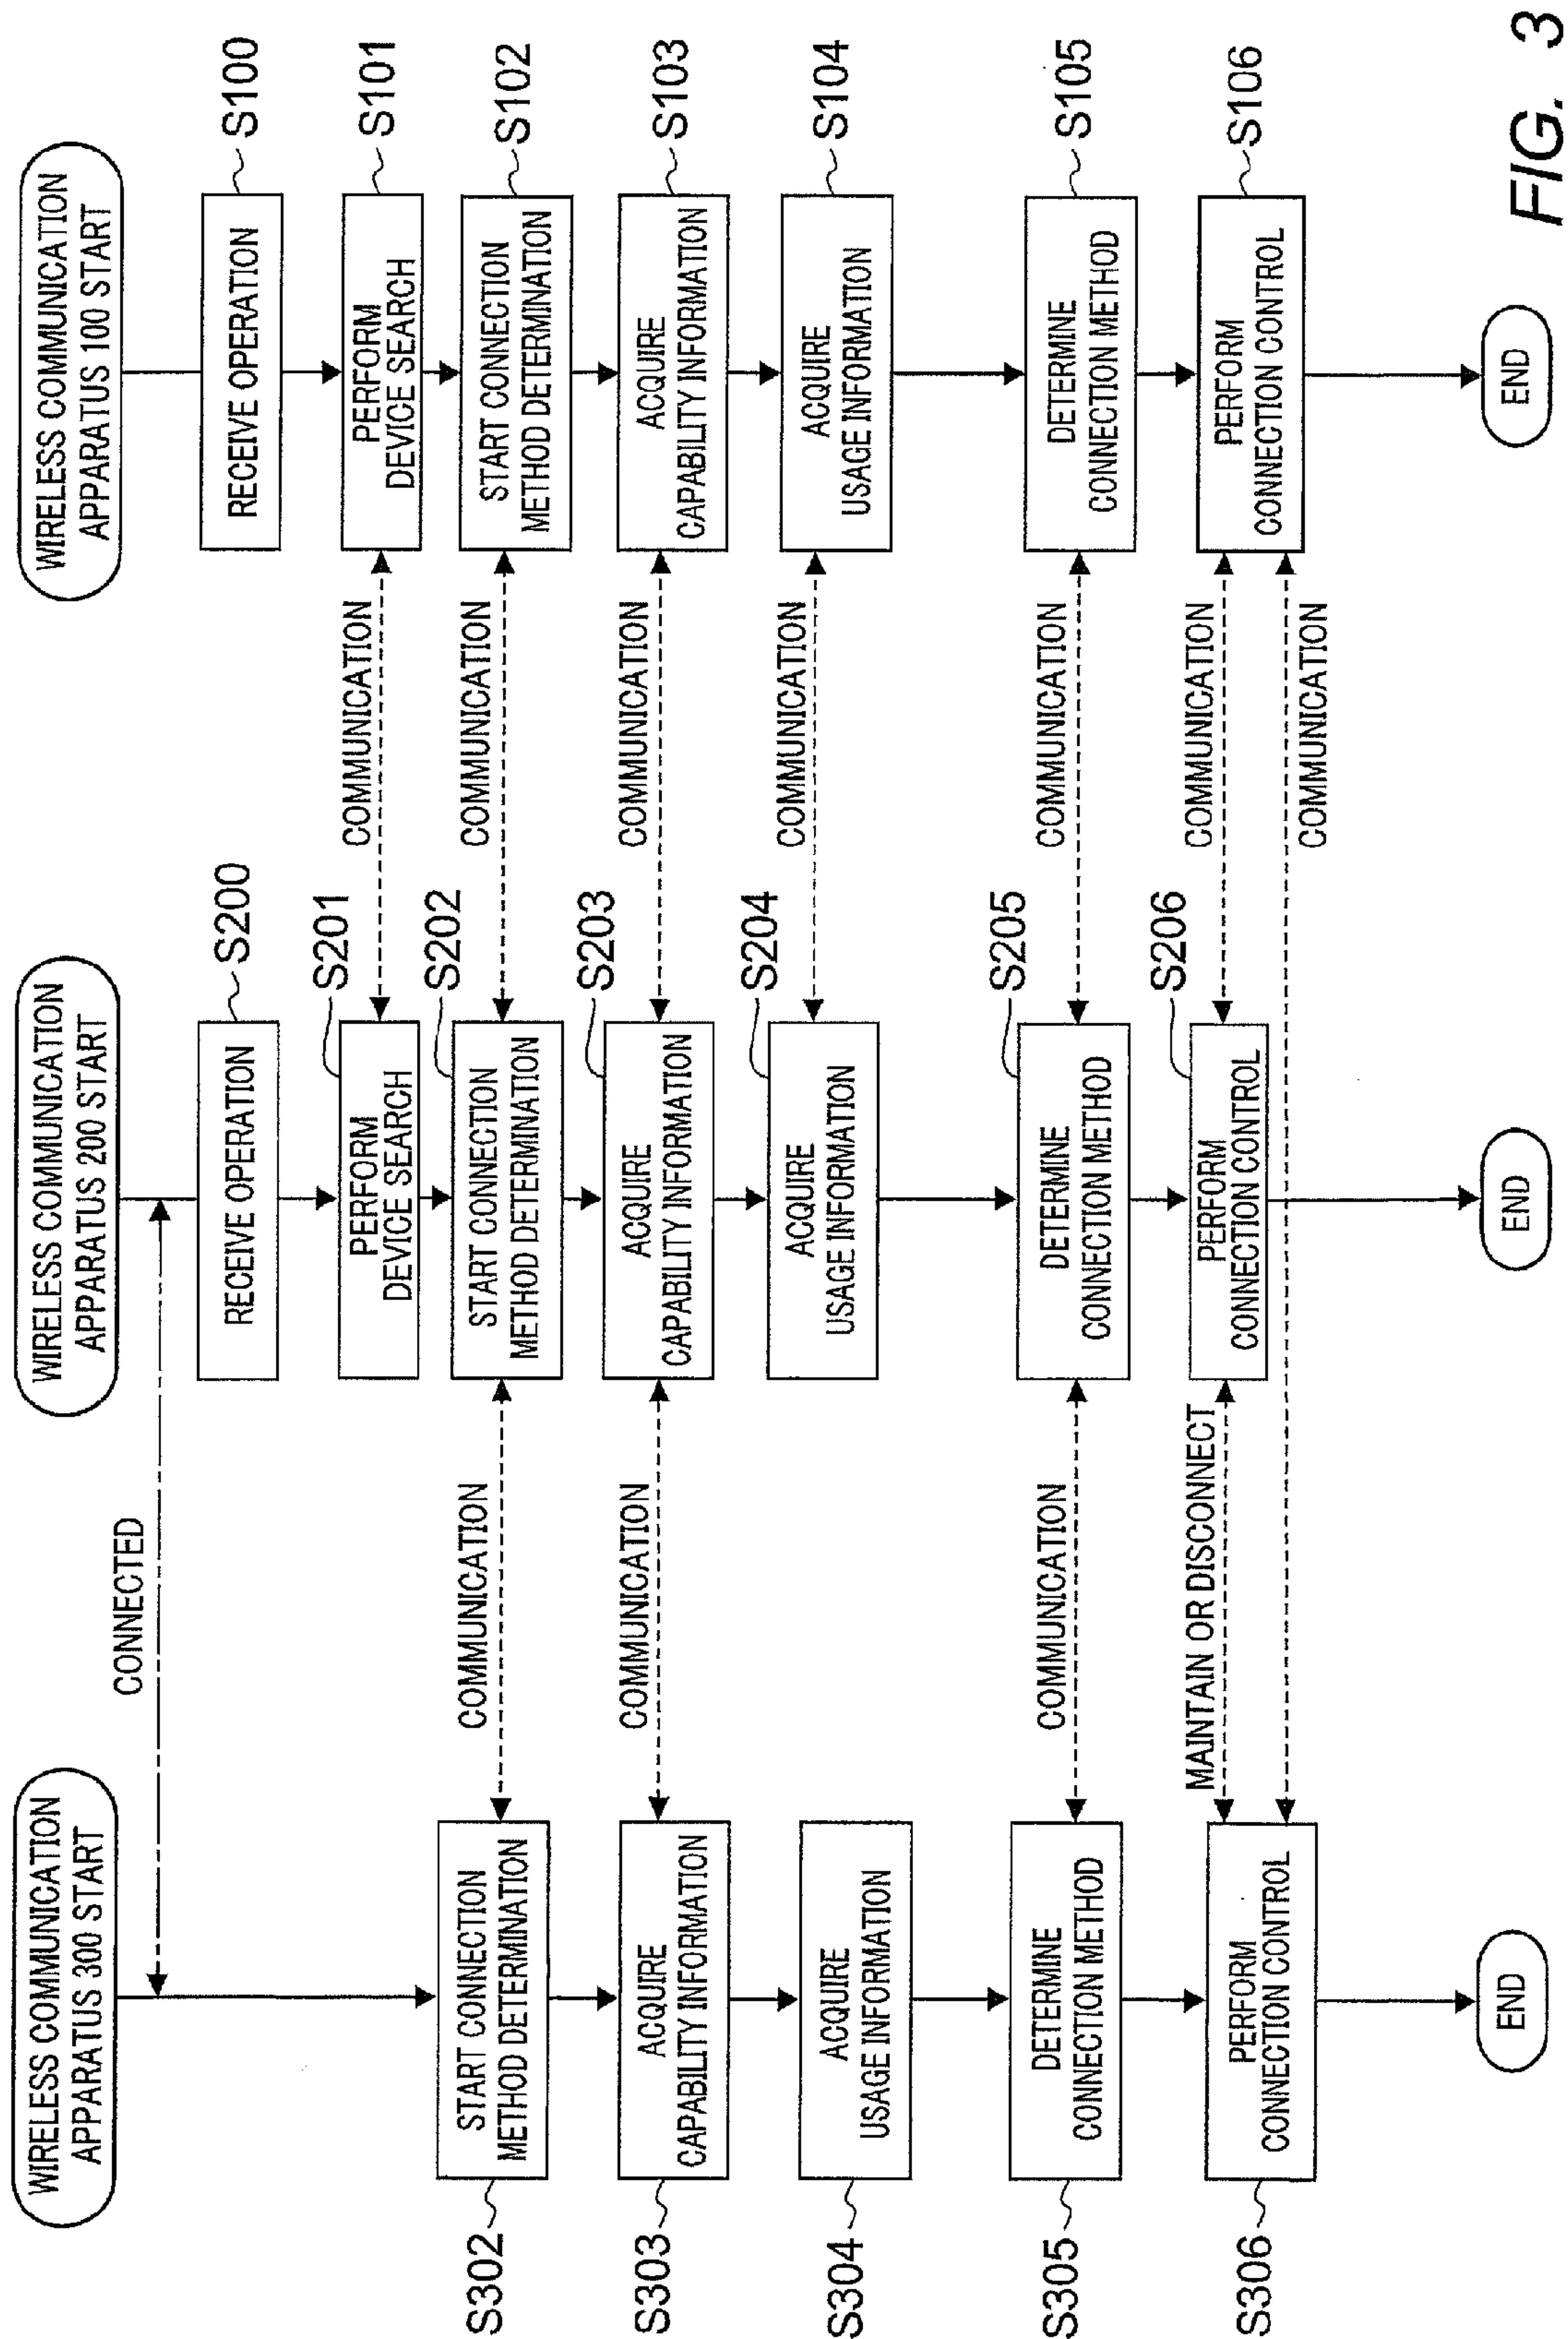 WIRELESS COMMUNICATION
APPARATUS 300 START
WIRELESS COMMUNICATION
APPARATUS 200 START
WIRELESS COMMUNICATION
APPARATUS 100 START
CONNECTED
RECEIVE OPERATION
S200
RECEIVE OPERATION
S100
PERFORM
DEVICE SEARCH
S201
COMMUNICATION
PERFORM
DEVICE SEARCH
S101
S302
START CONNECTION
METHOD DETERMINATION
COMMUNICATION
START CONNECTION
METHOD DETERMINATION
S202
COMMUNICATION
START CONNECTION
METHOD DETERMINATION
S102
S303
ACQUIRE
CAPABILITY INFORMATION
COMMUNICATION
ACQUIRE
CAPABILITY INFORMATION
S203
COMMUNICATION
ACQUIRE
CAPABILITY INFORMATION
S103
S304
ACQUIRE
USAGE INFORMATION
ACQUIRE
USAGE INFORMATION
S204
COMMUNICATION
ACQUIRE
USAGE INFORMATION
S104
S305
DETERMINE
CONNECTION METHOD
COMMUNICATION
DETERMINE
CONNECTION METHOD
S205
COMMUNICATION
DETERMINE
CONNECTION METHOD
S105
S306
PERFORM
CONNECTION CONTROL
MAINTAIN OR DISCONNECT
PERFORM
CONNECTION CONTROL
S206
COMMUNICATION
COMMUNICATION
PERFORM
CONNECTION CONTROL
S106
END
END
END
FIG. 3